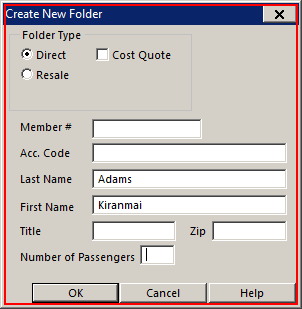 Create New Folder
Folder Type
Direct Cost Quote
Resale
Member #
Acc. Code
Last Name Adams
First Name Kiranmai
Title Zip
Number of Passengers
OK Cancel Help